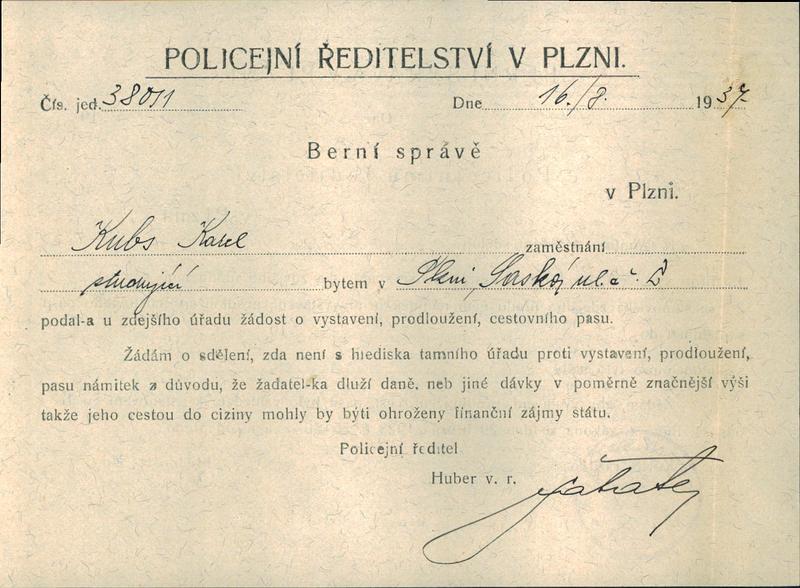 POLICEJNÍ ŘEDITELSTVÍ V PLZNI.
Čís. jed. 38011 Dne 16./8. 1937.
Berní správě
v Plzni.
Kubs Karel zaměstnání
studující bytem v Plzni, Saská ul. č.
podal-a u zdejšího úřadu žádost o vystavení, prodloužení, cestovního pasu.
Žádám o sdělení, zda není s hlediska tamního úřadu proti vystavení, prodloužení,
pasu námitek z důvodu, že žadatel-ka dluží daně, neb jiné dávky v poměrně značnější výši
takže jeho cestou do ciziny mohly by býti ohroženy finanční zájmy státu.
Policejní ředitel
Huber v. r.